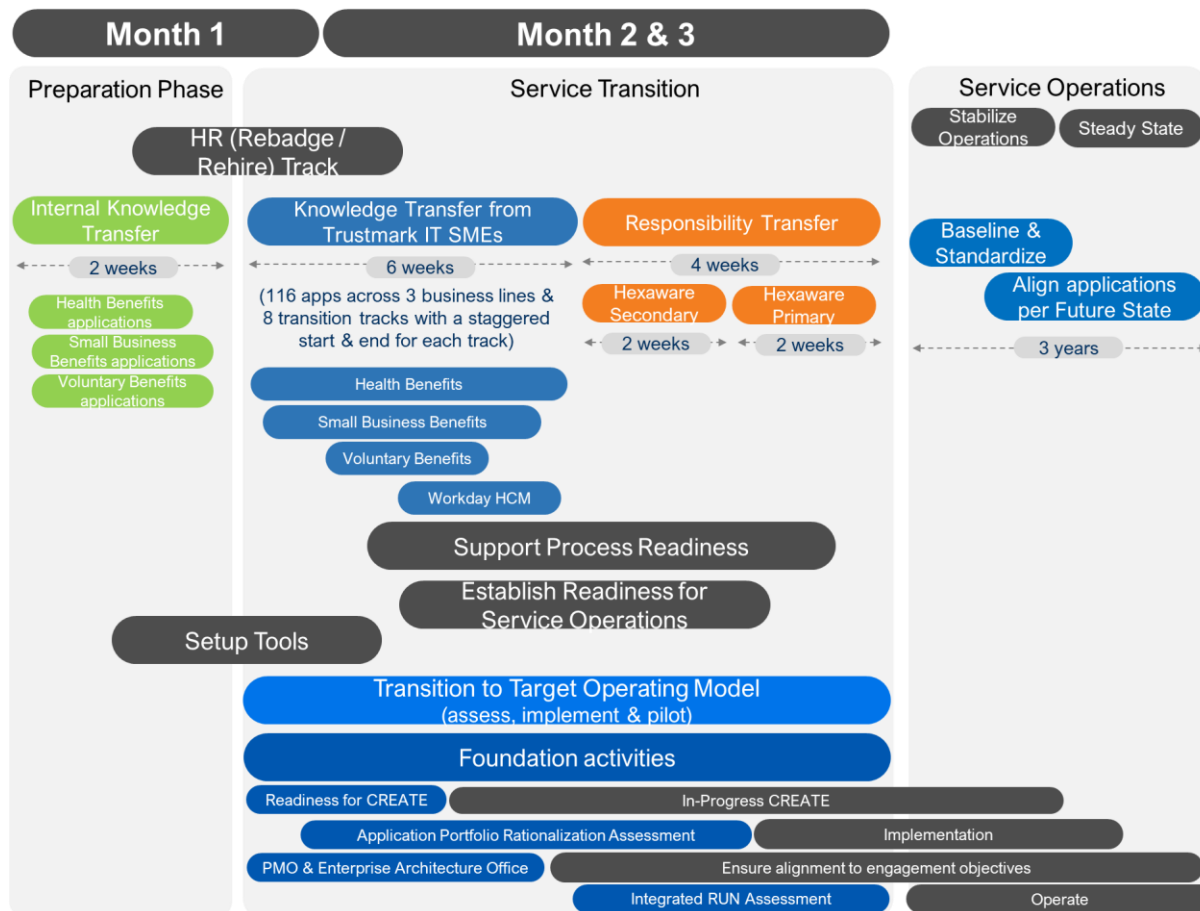 Month 1
Month 2 & 3
Preparation Phase
Service Transition
Service Operations
Stabilize
Operations
Steady State
HR (Rebadge /
Rehire) Track
Internal Knowledge
Transfer
Knowledge Transfer from
Trustmark IT SMEs
Responsibility Transfer
Baseline &
Standardize
2 weeks
6 weeks
4 weeks
Align applications
per Future State
Health Benefits
applications
Small Business
Benefits applications
Voluntary Benefits
applications
(116 apps across 3 business lines &
8 transition tracks with a staggered
start & end for each track)
Hexaware
Secondary
Hexaware
Primary
2 weeks
2 weeks
3 years
Health Benefits
Small Business Benefits
Voluntary Benefits
Workday HCM
Support Process Readiness
Establish Readiness for
Service Operations
Setup Tools
Transition to Target Operating Model
(assess, implement & pilot)
Foundation activities
Readiness for CREATE
In-Progress CREATE
Application Portfolio Rationalization Assessment
Implementation
PMO & Enterprise Architecture Office
Ensure alignment to engagement objectives
Integrated RUN Assessment
Operate